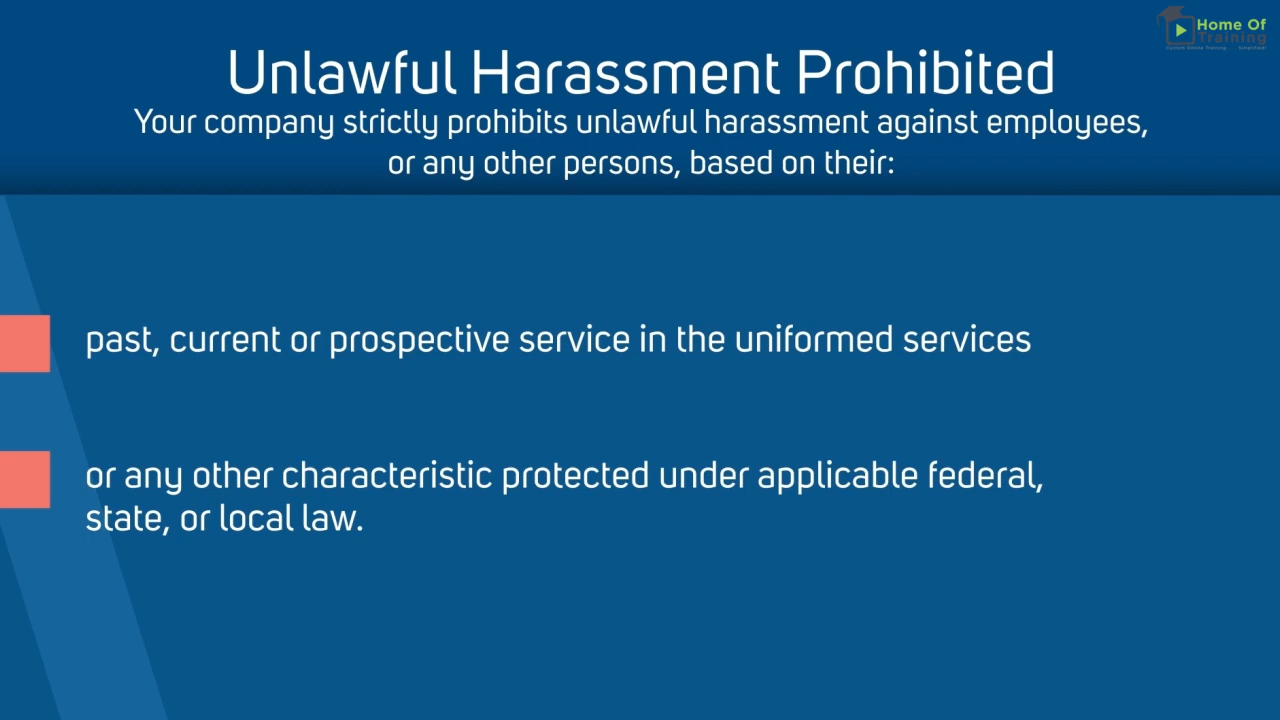 Home Of
Training
Unlawful Harassment Prohibited
Your company strictly prohibits unlawful harassment against employees,
or any other persons, based on their:
past, current or prospective service in the uniformed services
or any other characteristic protected under applicable federal,
state, or local law.